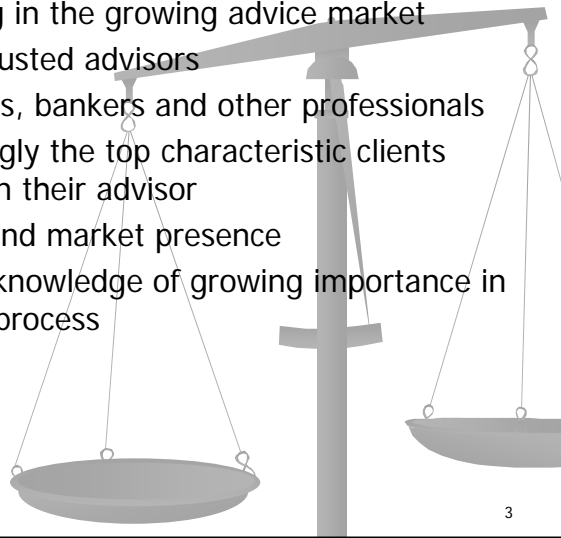 in the growing advice market
usted advisors
s, bankers and other professionals
gly the top characteristic clients
n their advisor
nd market presence
knowledge of growing importance in
process
3